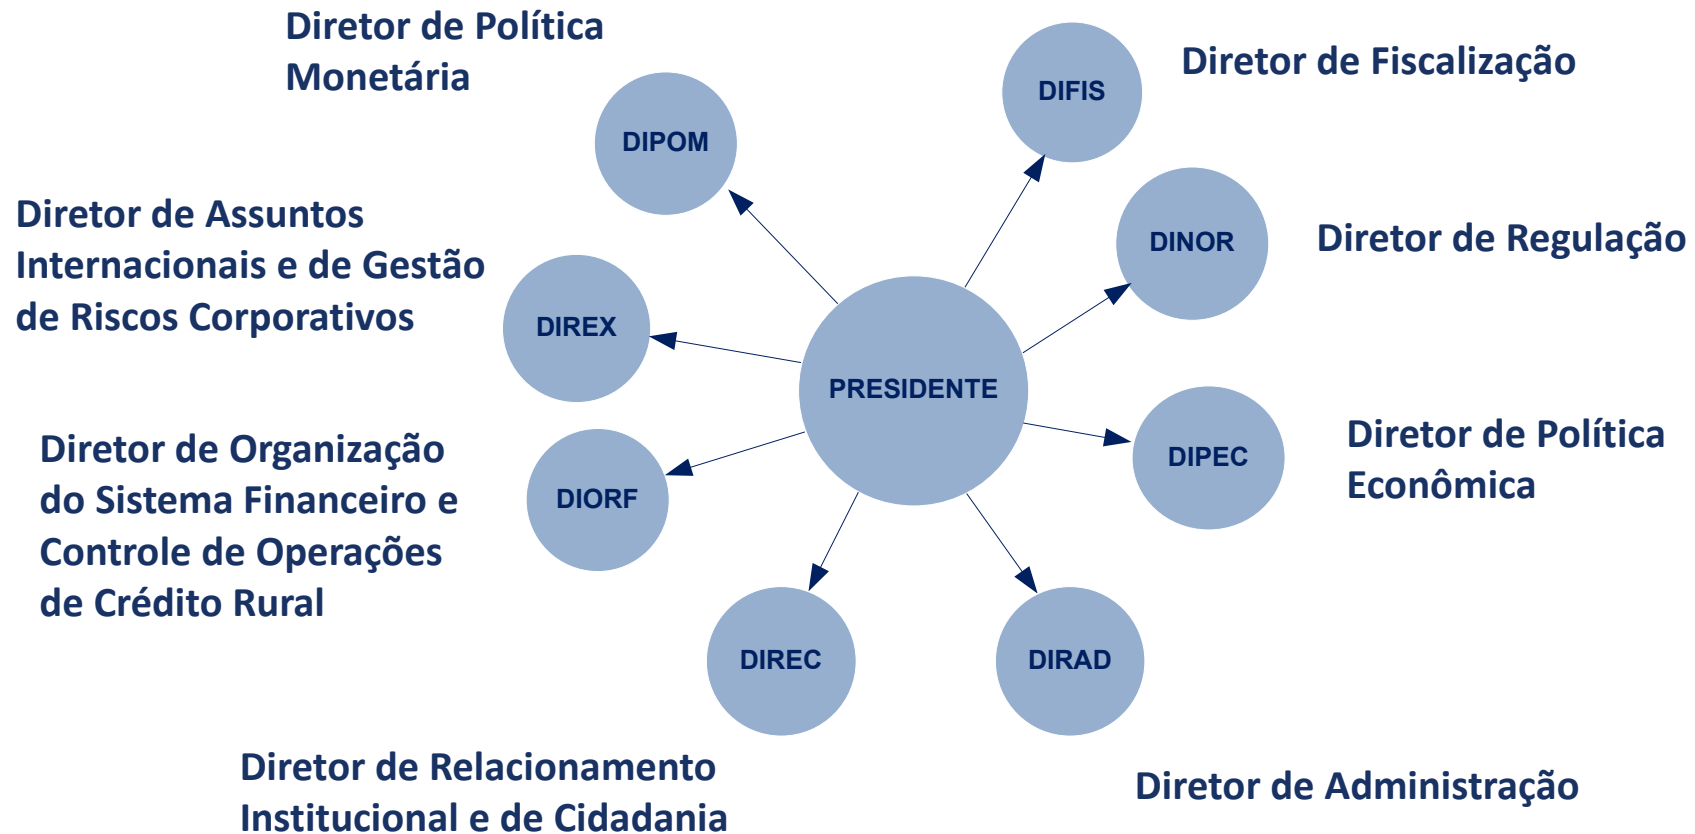 Diretor de Política
Monetária
DIPOM
DIFIS
Diretor de Fiscalização
Diretor de Assuntos
Internacionais e de Gestão
de Riscos Corporativos
DIREX
DINOR
Diretor de Regulação
PRESIDENTE
Diretor de Organização
do Sistema Financeiro e
Controle de Operações
de Crédito Rural
DIORF
DIPEC
Diretor de Política
Econômica
DIREC
DIRAD
Diretor de Relacionamento
Institucional e de Cidadania
Diretor de Administração